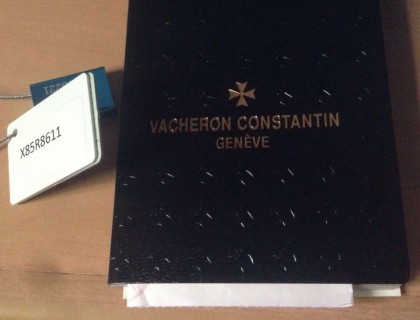 VACHERON CONSTANTIN
GENÈVE
X85R8611